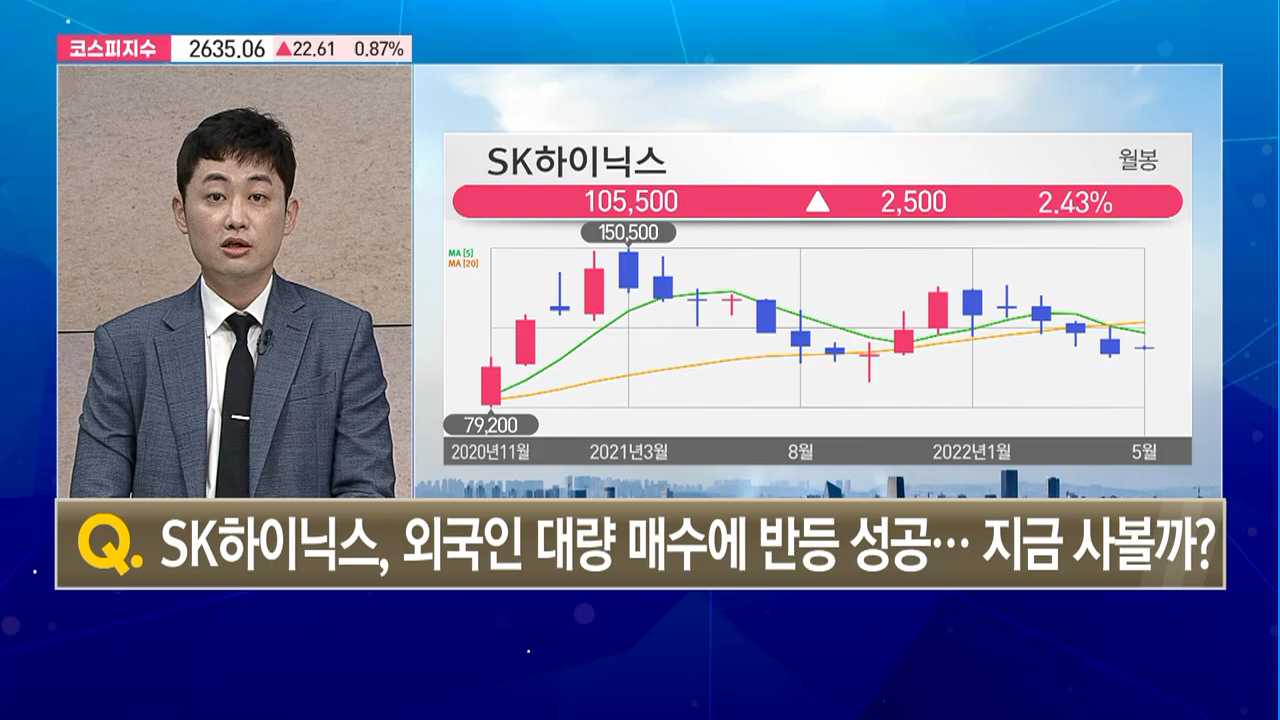 코스피지수 2635.06 ▲22.61 0.87%
SK하이닉스 월봉
105,500 ▲ 2,500 2.43%
150,500
MA [5]
MA [20]
79,200
2020년11월 2021년3월 8월 2022년1월 5월
Q. SK하이닉스, 외국인 대량 매수에 반등 성공… 지금 사볼까?